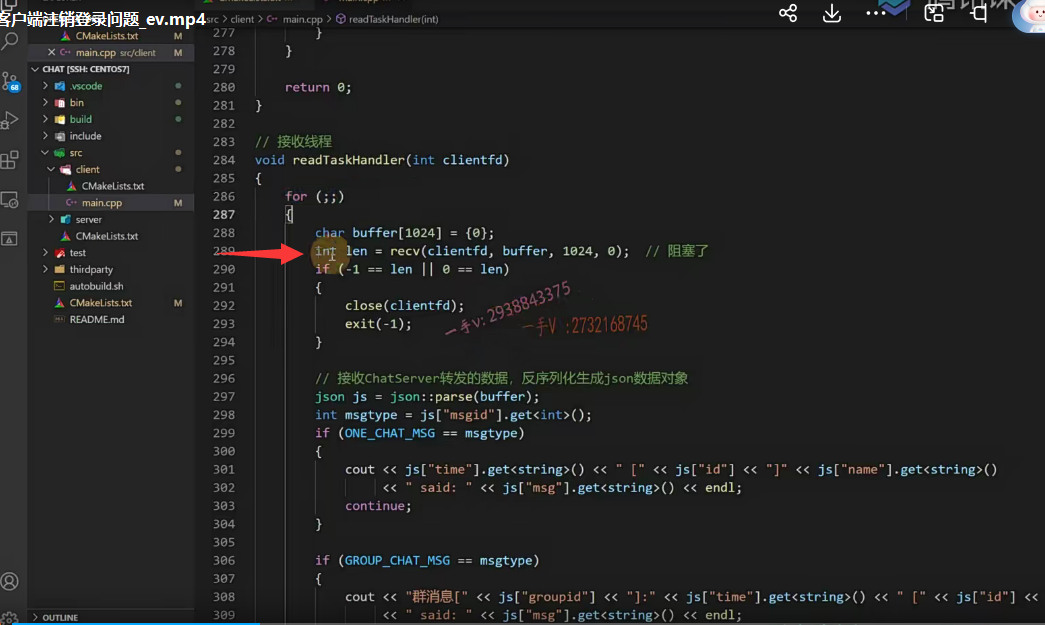 客户端注销登录问题_ev.mp4
src > client > main.cpp > readTaskHandler(int)
CMakeLists.txt M
main.cpp src/client M
CHAT [SSH: CENTOS7]
68
.vscode
bin
build
include
src
client
CMakeLists.txt
main.cpp M
server
CMakeLists.txt
test
thirdparty
autobuild.sh
CMakeLists.txt M
README.md
OUTLINE
277 }
278 }
279
280 return 0;
281 }
282
283 // 接收线程
284 void readTaskHandler(int clientfd)
285 {
286 for (;;)
287 {
288 char buffer[1024] = {0};
289 int len = recv(clientfd, buffer, 1024, 0); // 阻塞了
290 if (-1 == len || 0 == len)
291 {
292 close(clientfd);
293 exit(-1);
294 }
一手V: 2938843375
一手V :2732168745
295
296 // 接收ChatServer转发的数据，反序列化生成json数据对象
297 json js = json::parse(buffer);
298 int msgtype = js["msgid"].get<int>();
299 if (ONE_CHAT_MSG == msgtype)
300 {
301 cout << js["time"].get<string>() << " [" << js["id"] << "]" << js["name"].get<string>()
302 << " said: " << js["msg"].get<string>() << endl;
303 continue;
304 }
305
306 if (GROUP_CHAT_MSG == msgtype)
307 {
308 cout << "群消息[" << js["groupid"] << "]:" << js["time"].get<string>() << " [" << js["id"] <<
309 << " said: " << js["msg"].get<string>() << endl;